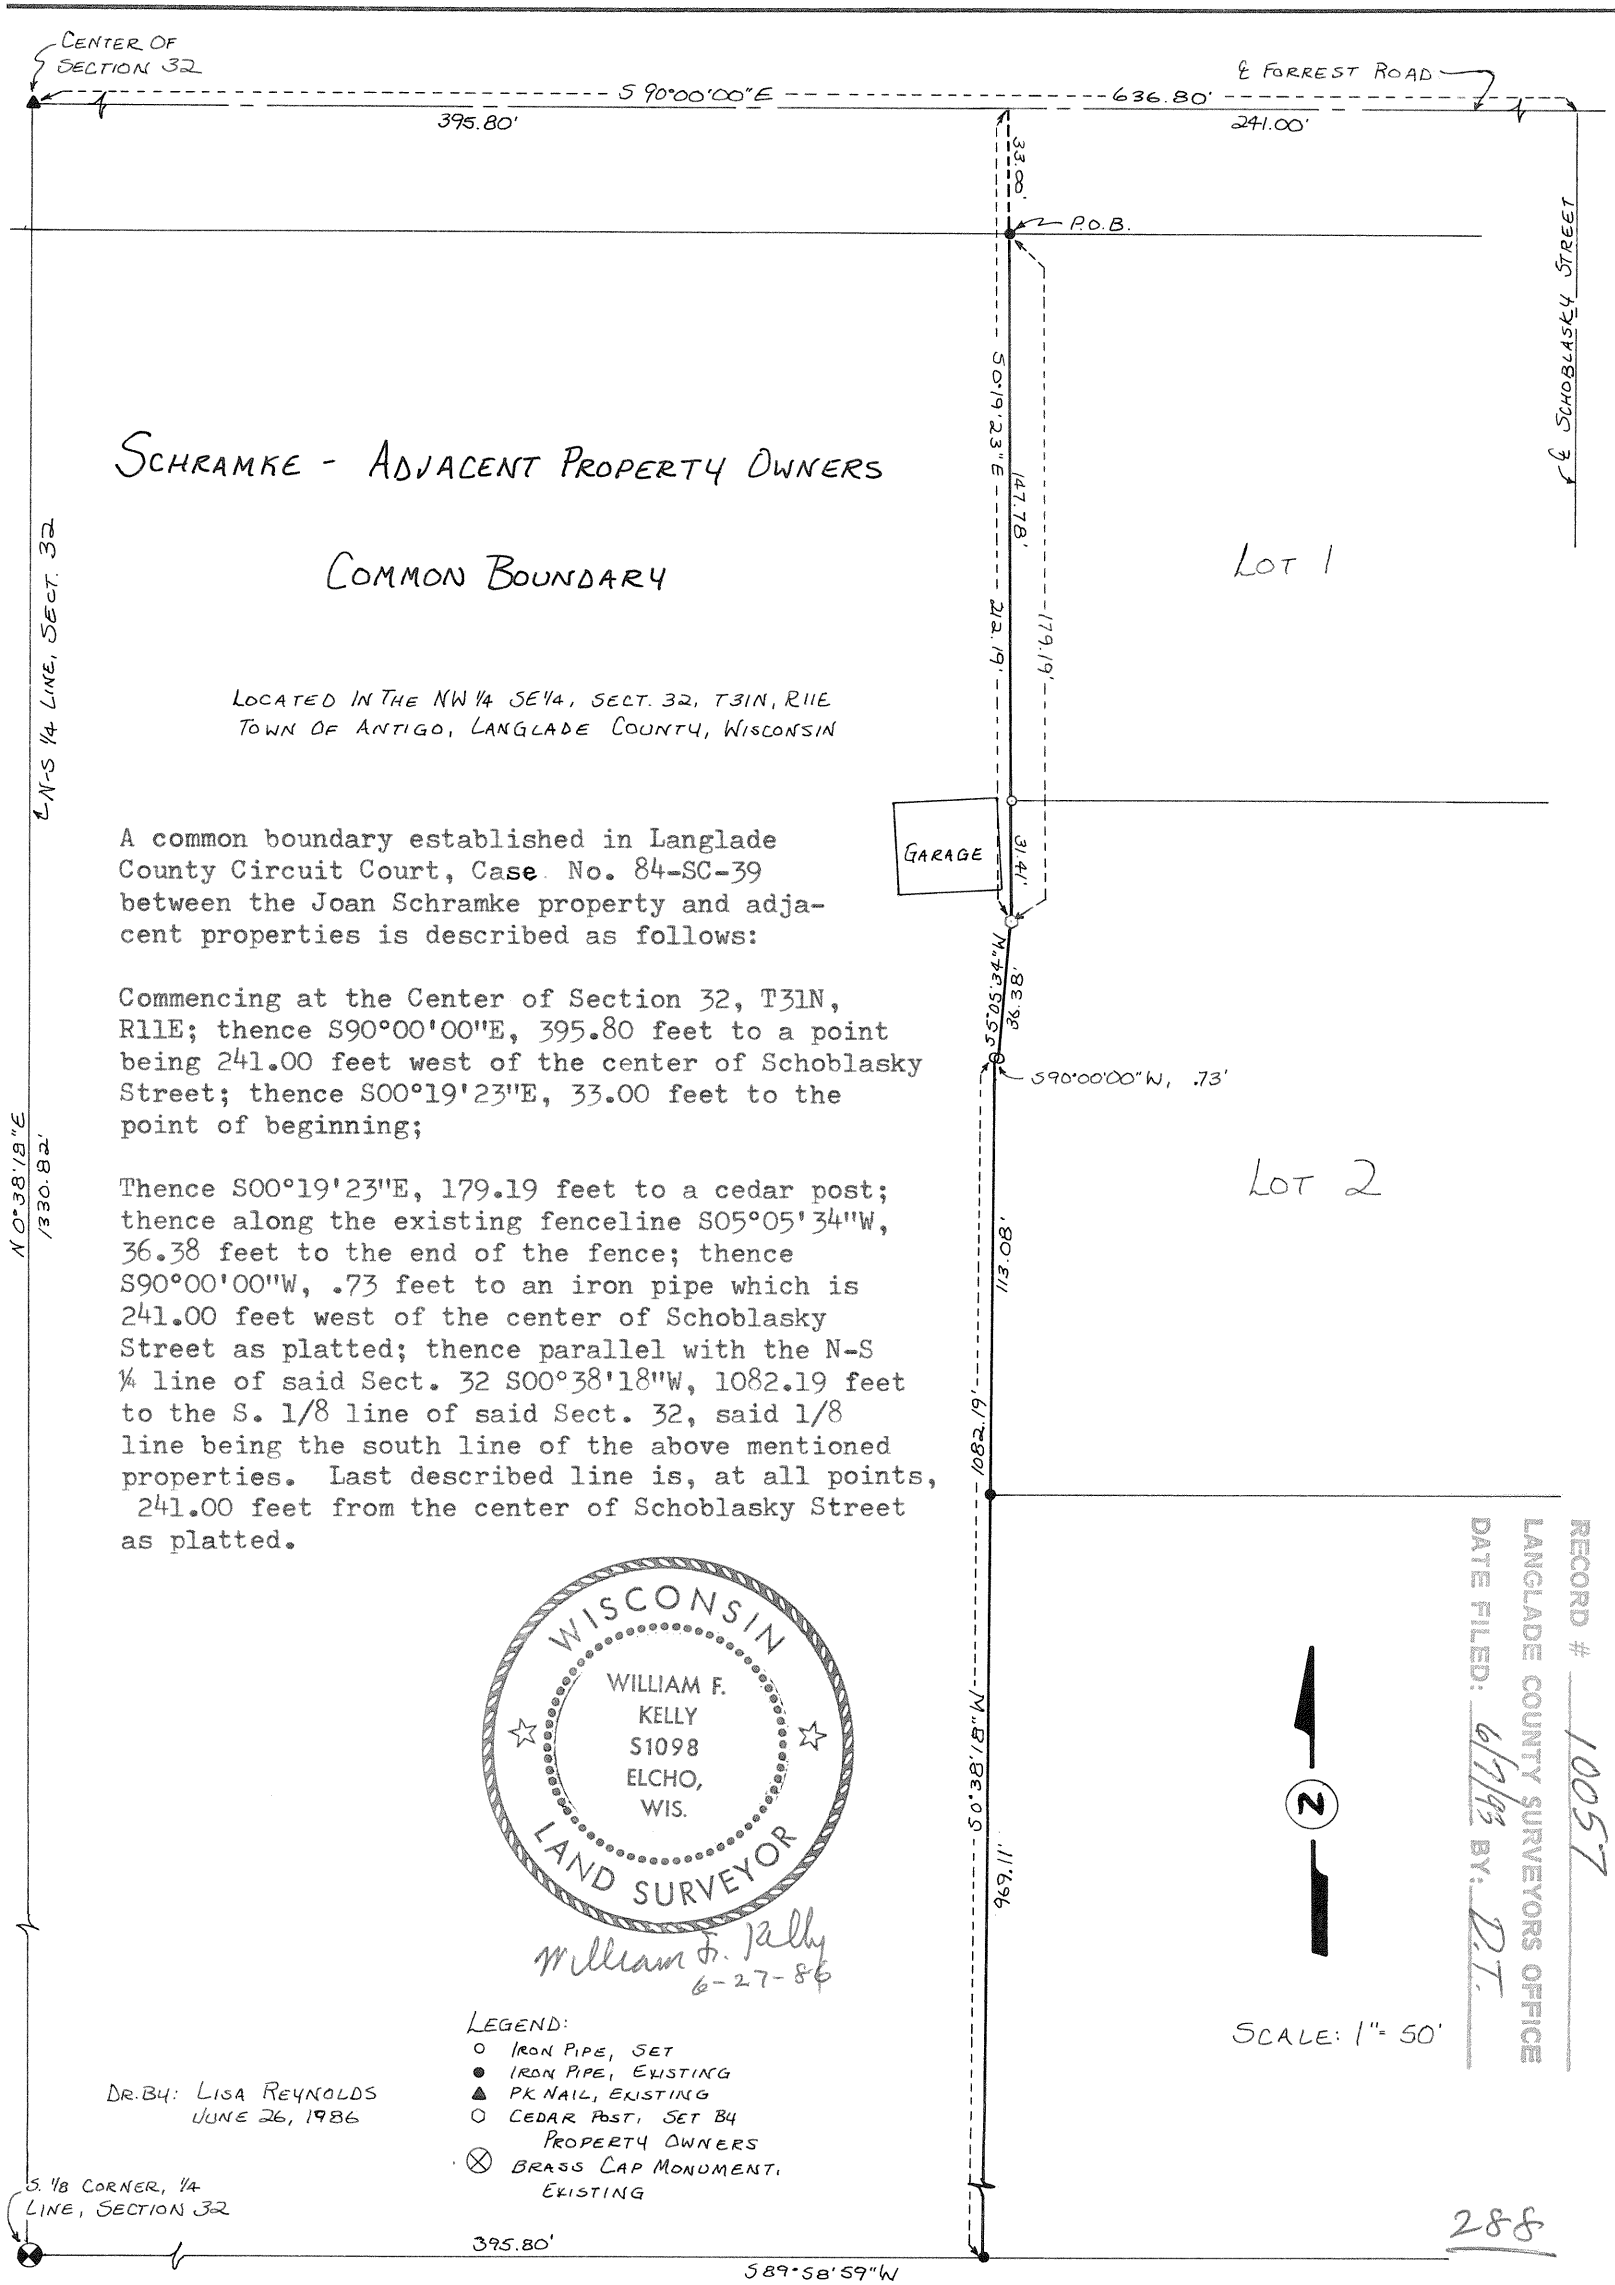 CENTER OF
SECTION 32
℄ FORREST ROAD
S 90°00'00"E
636.80'
395.80'
241.00'
33.00'
P.O.B.
℄ SCHOBLASKY STREET
S0°19'23"E
212.19'
147.78'
179.19'
SCHRAMKE - ADJACENT PROPERTY OWNERS
COMMON BOUNDARY
LOT 1
℄ N-S 1/4 LINE, SECT. 32
LOCATED IN THE NW 1/4 SE 1/4, SECT. 32, T31N, R11E
TOWN OF ANTIGO, LANGLADE COUNTY, WISCONSIN
GARAGE
31.41'
A common boundary established in Langlade
County Circuit Court, Case No. 84-SC-39
between the Joan Schramke property and adja-
cent properties is described as follows:
Commencing at the Center of Section 32, T31N,
R11E; thence S90°00'00"E, 395.80 feet to a point
being 241.00 feet west of the center of Schoblasky
Street; thence S00°19'23"E, 33.00 feet to the
point of beginning;
Thence S00°19'23"E, 179.19 feet to a cedar post;
thence along the existing fenceline S05°05'34"W,
36.38 feet to the end of the fence; thence
S90°00'00"W, .73 feet to an iron pipe which is
241.00 feet west of the center of Schoblasky
Street as platted; thence parallel with the N-S
¼ line of said Sect. 32 S00°38'18"W, 1082.19 feet
to the S. 1/8 line of said Sect. 32, said 1/8
line being the south line of the above mentioned
properties. Last described line is, at all points,
241.00 feet from the center of Schoblasky Street
as platted.
S5°05'34"W
36.38'
S90°00'00"W, .73'
N 0°38'18"E
1330.82'
LOT 2
113.08'
1082.19'
S0°38'18"W
969.11'
WISCONSIN
WILLIAM F.
KELLY
S1098
ELCHO,
WIS.
LAND SURVEYOR
William F. Kelly
6-27-86
N
RECORD # 10057
LANGLADE COUNTY SURVEYORS OFFICE
DATE FILED: 6/7/93 BY: D.T.
SCALE: 1"= 50'
LEGEND:
IRON PIPE, SET
IRON PIPE, EXISTING
PK NAIL, EXISTING
CEDAR POST, SET BY
PROPERTY OWNERS
BRASS CAP MONUMENT,
EXISTING
DR. BY: LISA REYNOLDS
JUNE 26, 1986
S. 1/8 CORNER, 1/4
LINE, SECTION 32
395.80'
S89°58'59"W
288